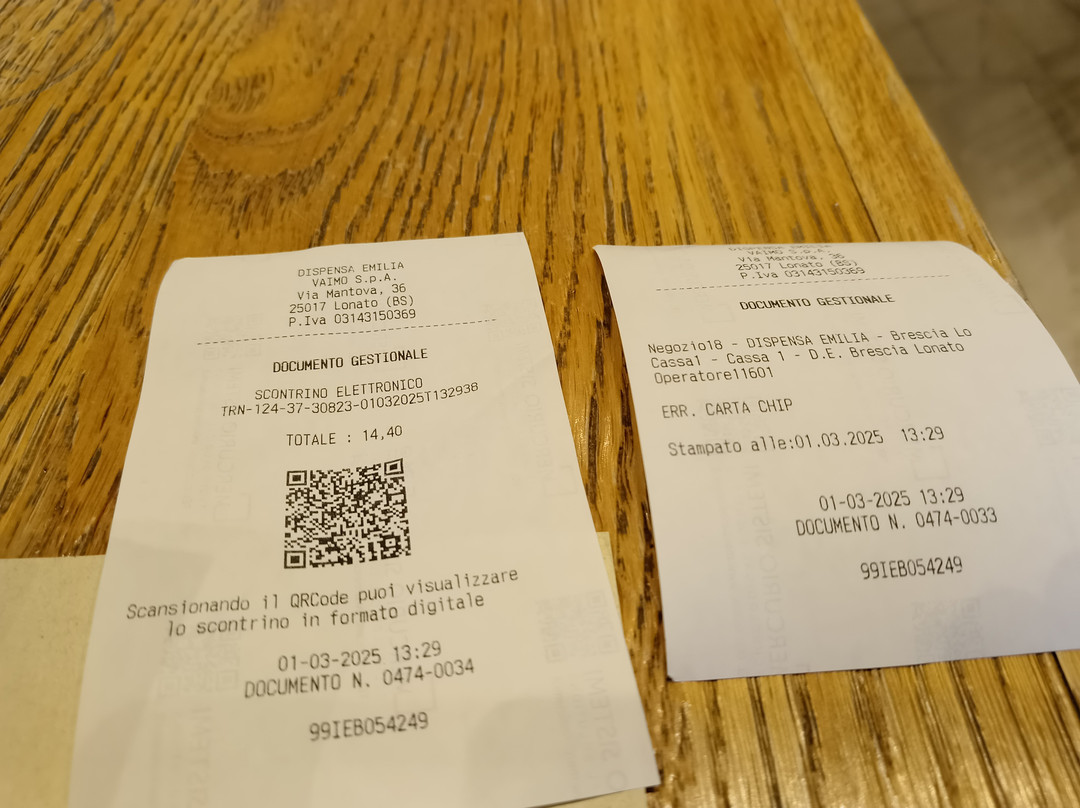 DISPENSA EMILIA
VAIMO S.p.A.
Via Mantova, 36
25017 Lonato (BS)
P.Iva 03143150369
DOCUMENTO GESTIONALE
SCONTRINO ELETTRONICO
TRN-124-37-30823-01032025T132938
TOTALE : 14,40
Scansionando il QRCode puoi visualizzare
lo scontrino in formato digitale
01-03-2025 13:29
DOCUMENTO N. 0474-0034
99IEB054249
DISPENSA EMILIA
VAIMO S.p.A.
Via Mantova, 36
25017 Lonato (BS)
P.Iva 03143150369
DOCUMENTO GESTIONALE
Negozio18 - DISPENSA EMILIA - Brescia Lo
Cassa1 - Cassa 1 - D.E. Brescia Lonato
Operatore11601
ERR. CARTA CHIP
Stampato alle:01.03.2025 13:29
01-03-2025 13:29
DOCUMENTO N. 0474-0033
99IEB054249